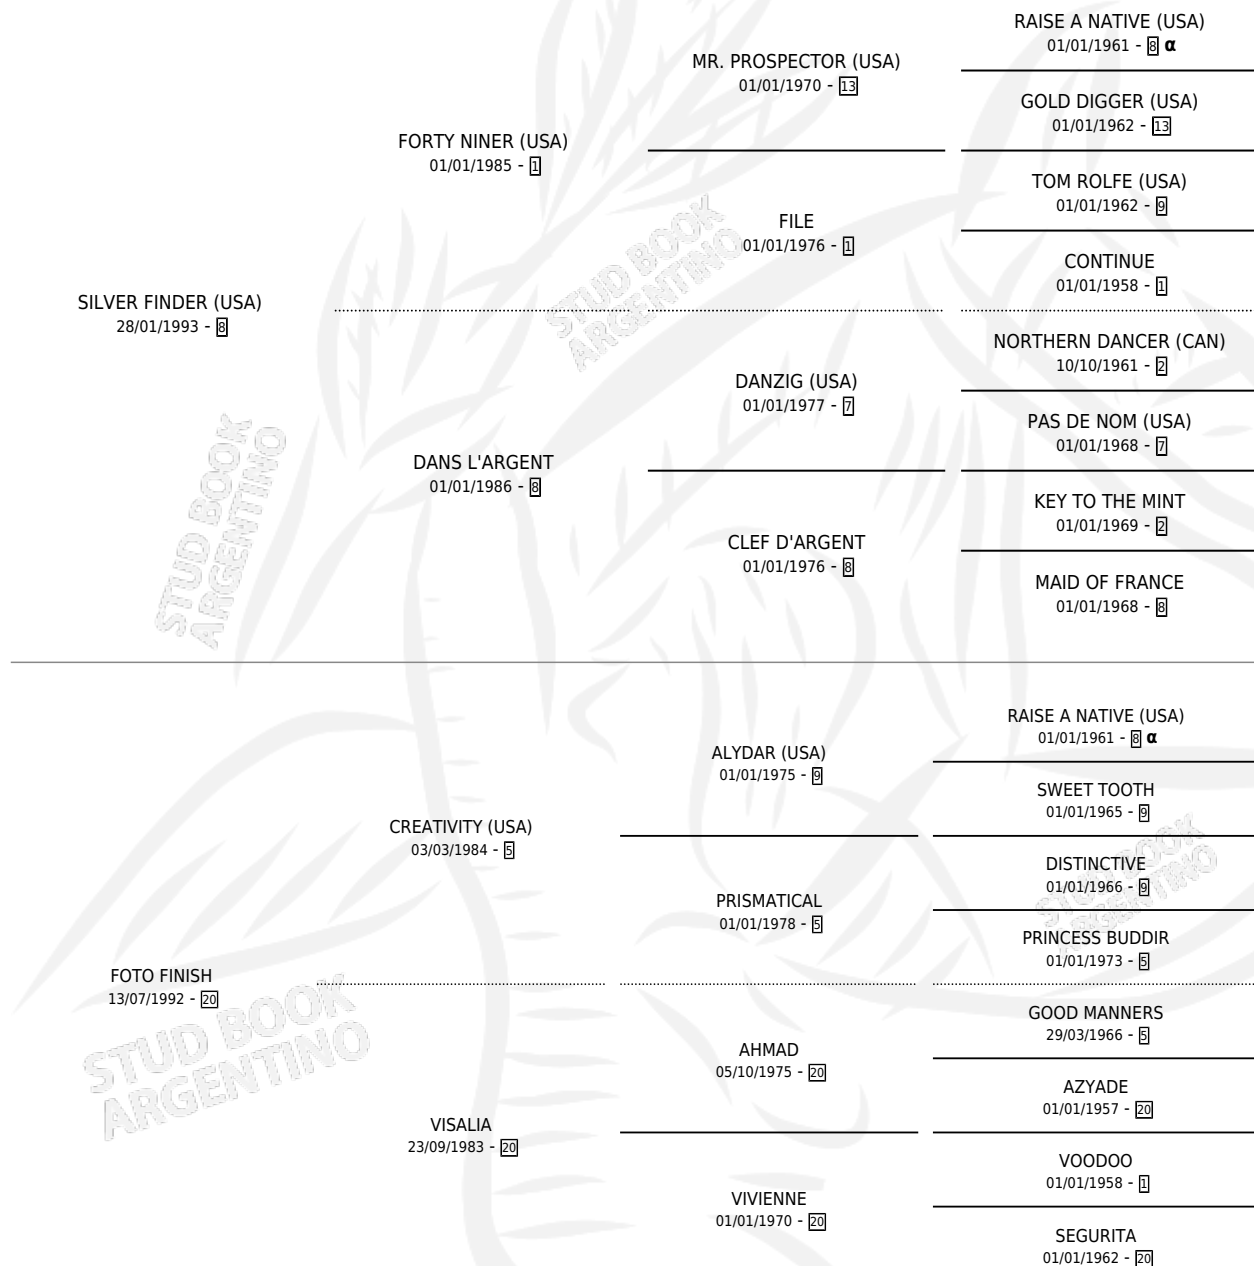 RAISE A NATIVE (USA)
01/01/1961 - 8 α
MR. PROSPECTOR (USA)
01/01/1970 - 13
GOLD DIGGER (USA)
01/01/1962 - 13
FORTY NINER (USA)
01/01/1985 - 1
TOM ROLFE (USA)
01/01/1962 - 9
FILE
01/01/1976 - 1
CONTINUE
01/01/1958 - 1
SILVER FINDER (USA)
28/01/1993 - 8
NORTHERN DANCER (CAN)
10/10/1961 - 2
DANZIG (USA)
01/01/1977 - 7
PAS DE NOM (USA)
01/01/1968 - 7
DANS L'ARGENT
01/01/1986 - 8
KEY TO THE MINT
01/01/1969 - 2
CLEF D'ARGENT
01/01/1976 - 8
MAID OF FRANCE
01/01/1968 - 8
RAISE A NATIVE (USA)
01/01/1961 - 8 α
ALYDAR (USA)
01/01/1975 - 9
SWEET TOOTH
01/01/1965 - 9
CREATIVITY (USA)
03/03/1984 - 5
DISTINCTIVE
01/01/1966 - 9
PRISMATICAL
01/01/1978 - 5
PRINCESS BUDDIR
01/01/1973 - 5
FOTO FINISH
13/07/1992 - 20
GOOD MANNERS
29/03/1966 - 5
AHMAD
05/10/1975 - 20
AZYADE
01/01/1957 - 20
VISALIA
23/09/1983 - 20
VOODOO
01/01/1958 - 1
VIVIENNE
01/01/1970 - 20
SEGURITA
01/01/1962 - 20
STUD BOOK
ARGENTINO
STUD BOOK
ARGENTINO
STUD BOOK
ARGENTINO
STUD BOOK
ARGENTINO